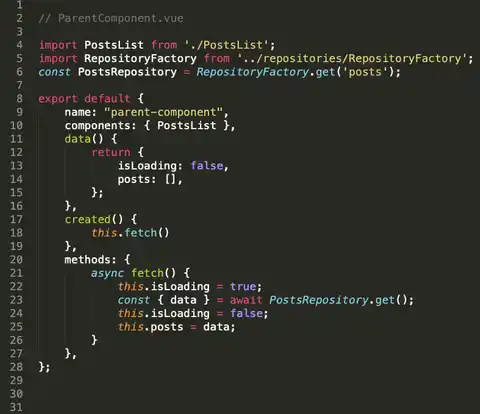 1
2 // ParentComponent.vue
3
4 import PostsList from './PostsList';
5 import RepositoryFactory from '../repositories/RepositoryFactory';
6 const PostsRepository = RepositoryFactory.get('posts');
7
8 export default {
9 name: "parent-component",
10 components: { PostsList },
11 data() {
12 return {
13 isLoading: false,
14 posts: [],
15 };
16 },
17 created() {
18 this.fetch()
19 },
20 methods: {
21 async fetch() {
22 this.isLoading = true;
23 const { data } = await PostsRepository.get();
24 this.isLoading = false;
25 this.posts = data;
26 }
27 },
28 };
29
30
31